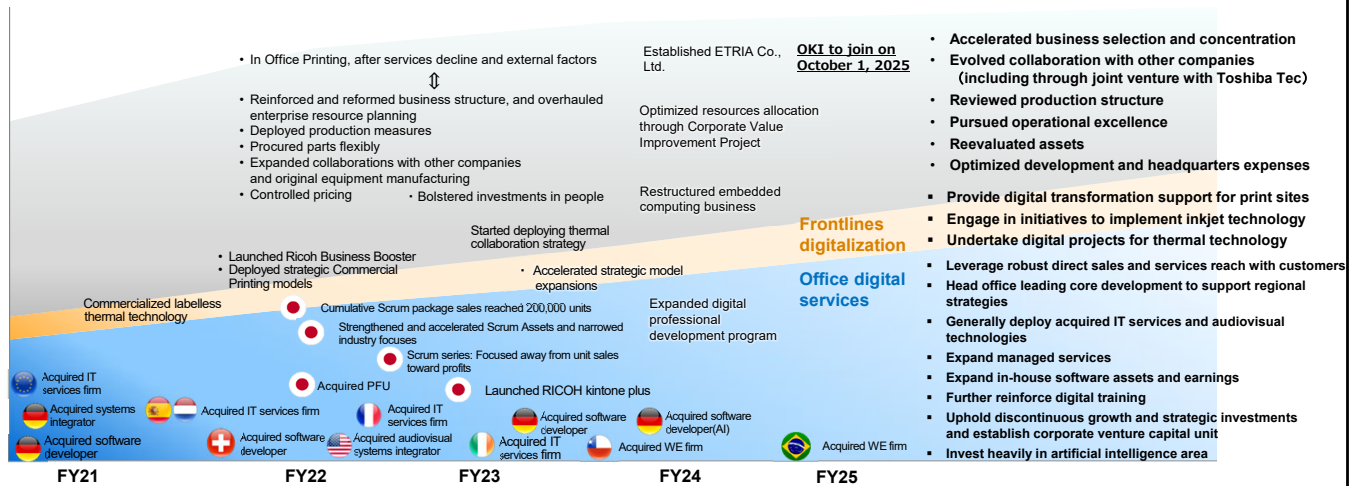 • In Office Printing, after services decline and external factors
⇕
• Reinforced and reformed business structure, and overhauled
enterprise resource planning
• Deployed production measures
• Procured parts flexibly
• Expanded collaborations with other companies
and original equipment manufacturing
• Controlled pricing
・Bolstered investments in people
Established ETRIA Co.,
Ltd.
OKI to join on
October 1, 2025
Optimized resources allocation
through Corporate Value
Improvement Project
Restructured embedded
computing business
• Accelerated business selection and concentration
• Evolved collaboration with other companies
(including through joint venture with Toshiba Tec)
• Reviewed production structure
• Pursued operational excellence
• Reevaluated assets
• Optimized development and headquarters expenses
Started deploying thermal
collaboration strategy
• Launched Ricoh Business Booster
• Deployed strategic Commercial
Printing models
・ Accelerated strategic model
expansions
Commercialized labelless
thermal technology
Frontlines
digitalization
▪ Provide digital transformation support for print sites
▪ Engage in initiatives to implement inkjet technology
▪ Undertake digital projects for thermal technology
Office digital
services
Cumulative Scrum package sales reached 200,000 units
Strengthened and accelerated Scrum Assets and narrowed
industry focuses
Scrum series: Focused away from unit sales
toward profits
Acquired PFU
Launched RICOH kintone plus
Expanded digital
professional
development program
Acquired IT
services firm
Acquired systems
integrator
Acquired software
developer
Acquired IT services firm
Acquired software
developer
Acquired IT
services firm
Acquired audiovisual
systems integrator
Acquired software
developer
Acquired IT
services firm
Acquired software
developer(AI)
Acquired WE firm
Acquired WE firm
▪ Leverage robust direct sales and services reach with customers
▪ Head office leading core development to support regional
strategies
▪ Generally deploy acquired IT services and audiovisual
technologies
▪ Expand managed services
▪ Expand in-house software assets and earnings
▪ Further reinforce digital training
▪ Uphold discontinuous growth and strategic investments
and establish corporate venture capital unit
▪ Invest heavily in artificial intelligence area
FY21
FY22
FY23
FY24
FY25